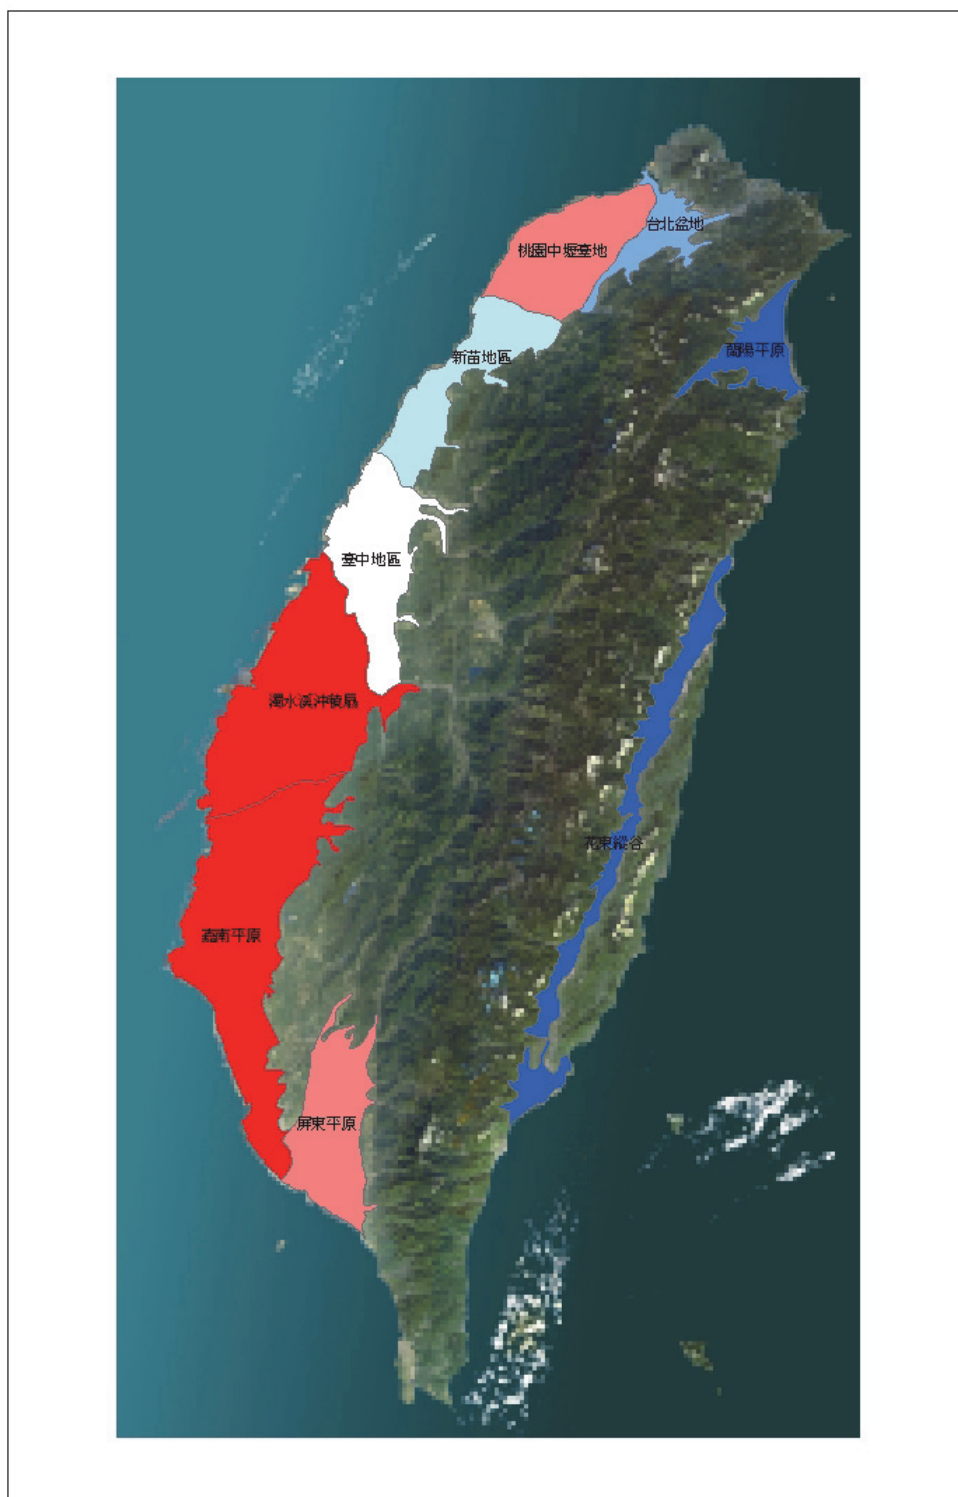 台北盆地
桃園中壢臺地
蘭陽平原
新苗地區
臺中地區
濁水溪沖積扇
花東縱谷
嘉南平原
屏東平原